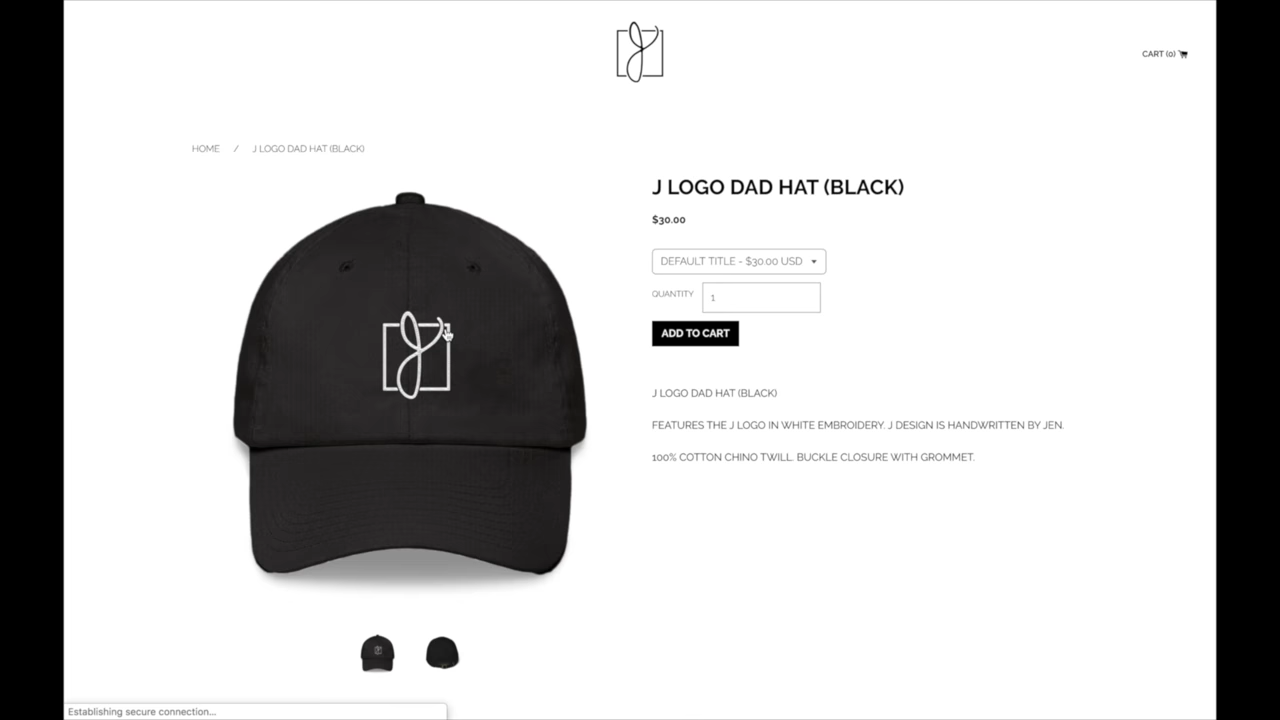 CART (0)
HOME / J LOGO DAD HAT (BLACK)
J LOGO DAD HAT (BLACK)
$30.00
DEFAULT TITLE - $30.00 USD
QUANTITY 1
ADD TO CART
J LOGO DAD HAT (BLACK)
FEATURES THE J LOGO IN WHITE EMBROIDERY. J DESIGN IS HANDWRITTEN BY JEN.
100% COTTON CHINO TWILL. BUCKLE CLOSURE WITH GROMMET.
Establishing secure connection...